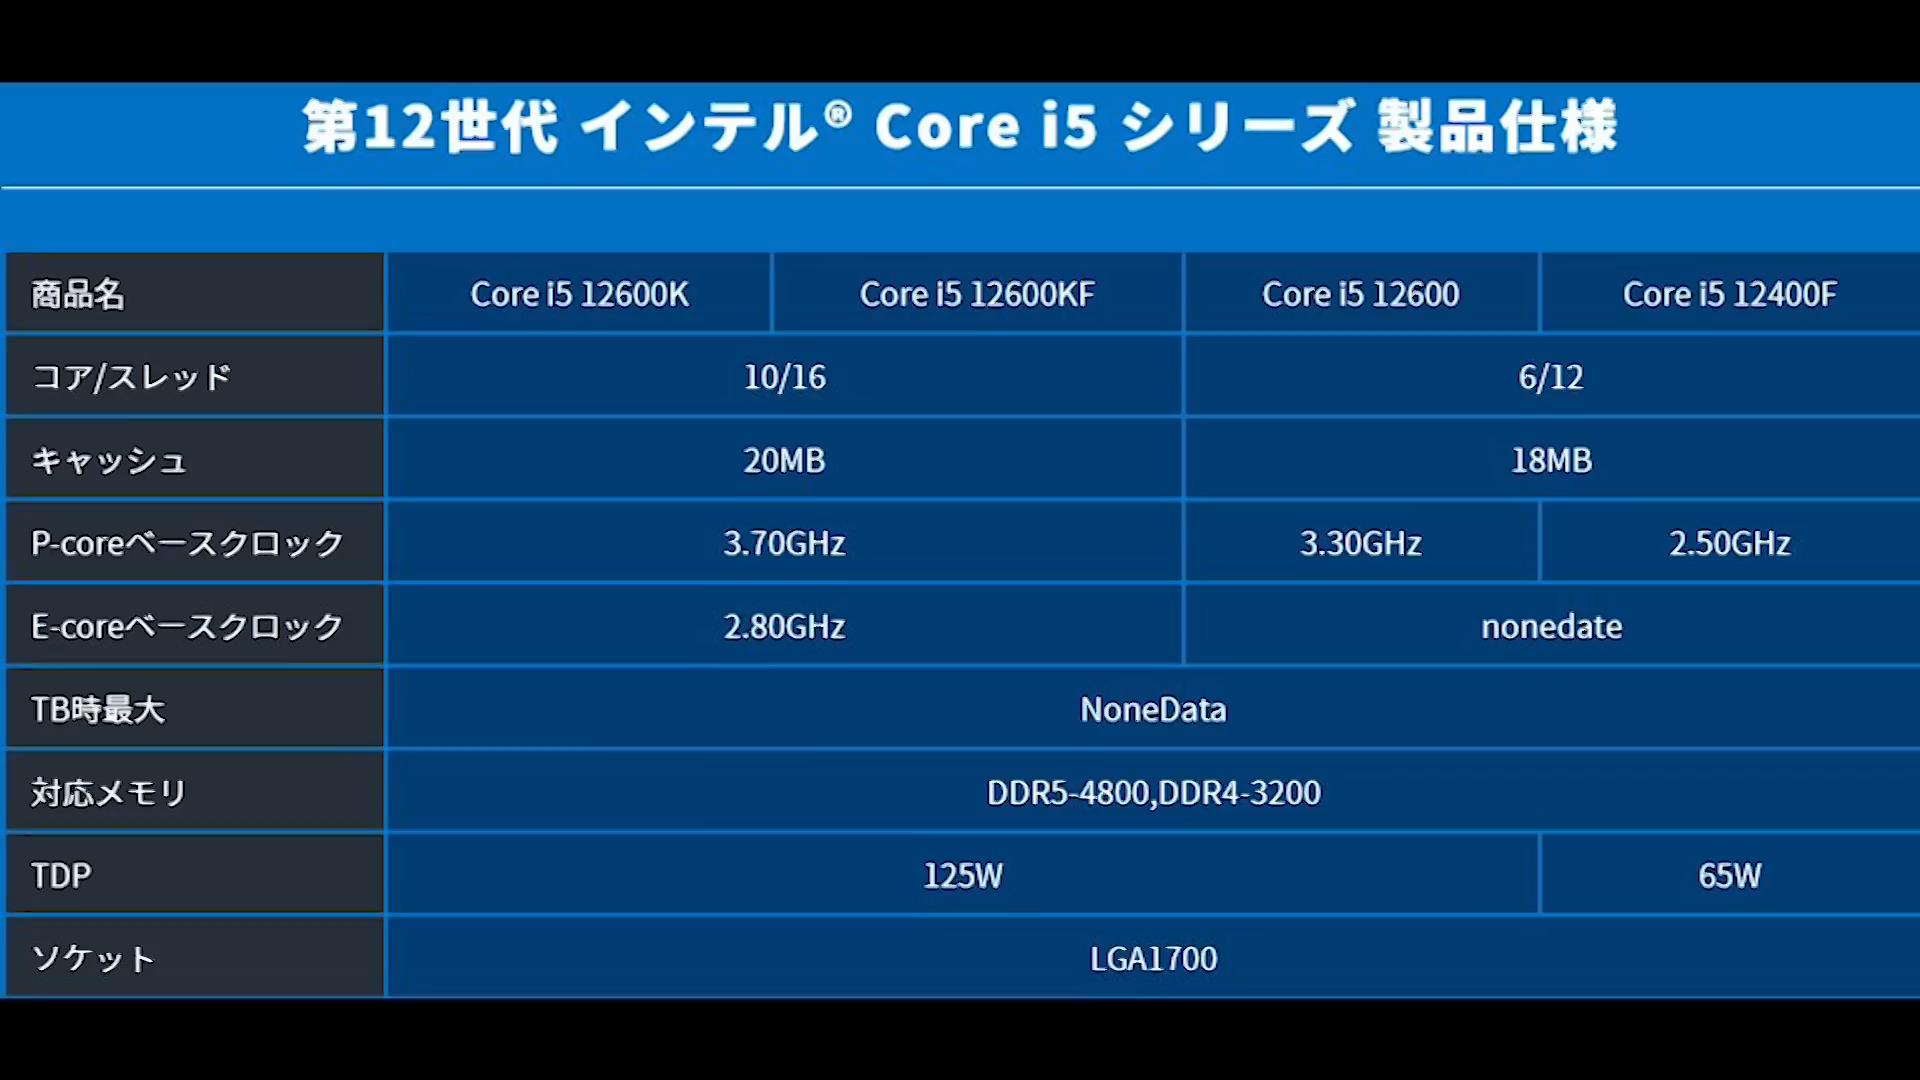 第12世代 インテル® Core i5 シリーズ 製品仕様
商品名 Core i5 12600K Core i5 12600KF Core i5 12600 Core i5 12400F
コア/スレッド 10/16 6/12
キャッシュ 20MB 18MB
P-coreベースクロック 3.70GHz 3.30GHz 2.50GHz
E-coreベースクロック 2.80GHz nonedate
TB時最大 NoneData
対応メモリ DDR5-4800,DDR4-3200
TDP 125W 65W
ソケット LGA1700